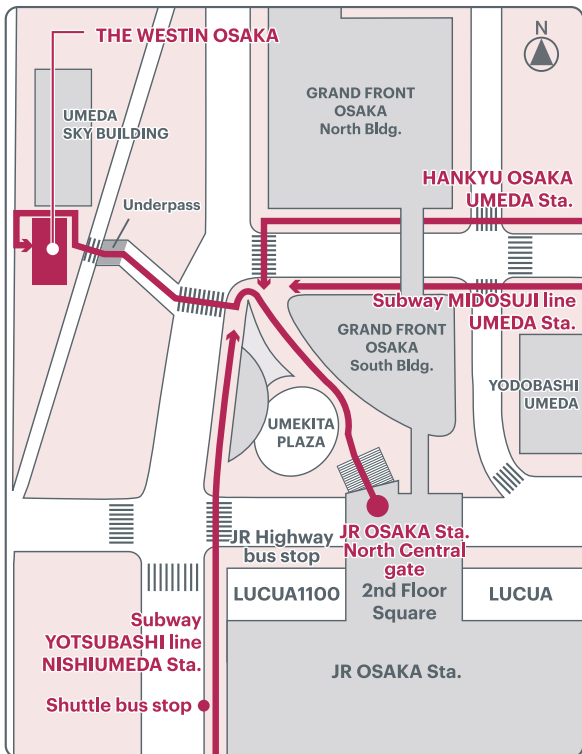 THE WESTIN OSAKA
N
UMEDA
SKY BUILDING
GRAND FRONT
OSAKA
North Bldg.
HANKYU OSAKA
UMEDA Sta.
Underpass
Subway MIDOSUJI line
UMEDA Sta.
GRAND FRONT
OSAKA
South Bldg.
YODOBASHI
UMEDA
UMEKITA
PLAZA
JR Highway
bus stop
JR OSAKA Sta.
North Central
gate
2nd Floor
Square
LUCUA1100
LUCUA
Subway
YOTSUBASHI line
NISHIUMEDA Sta.
JR OSAKA Sta.
Shuttle bus stop